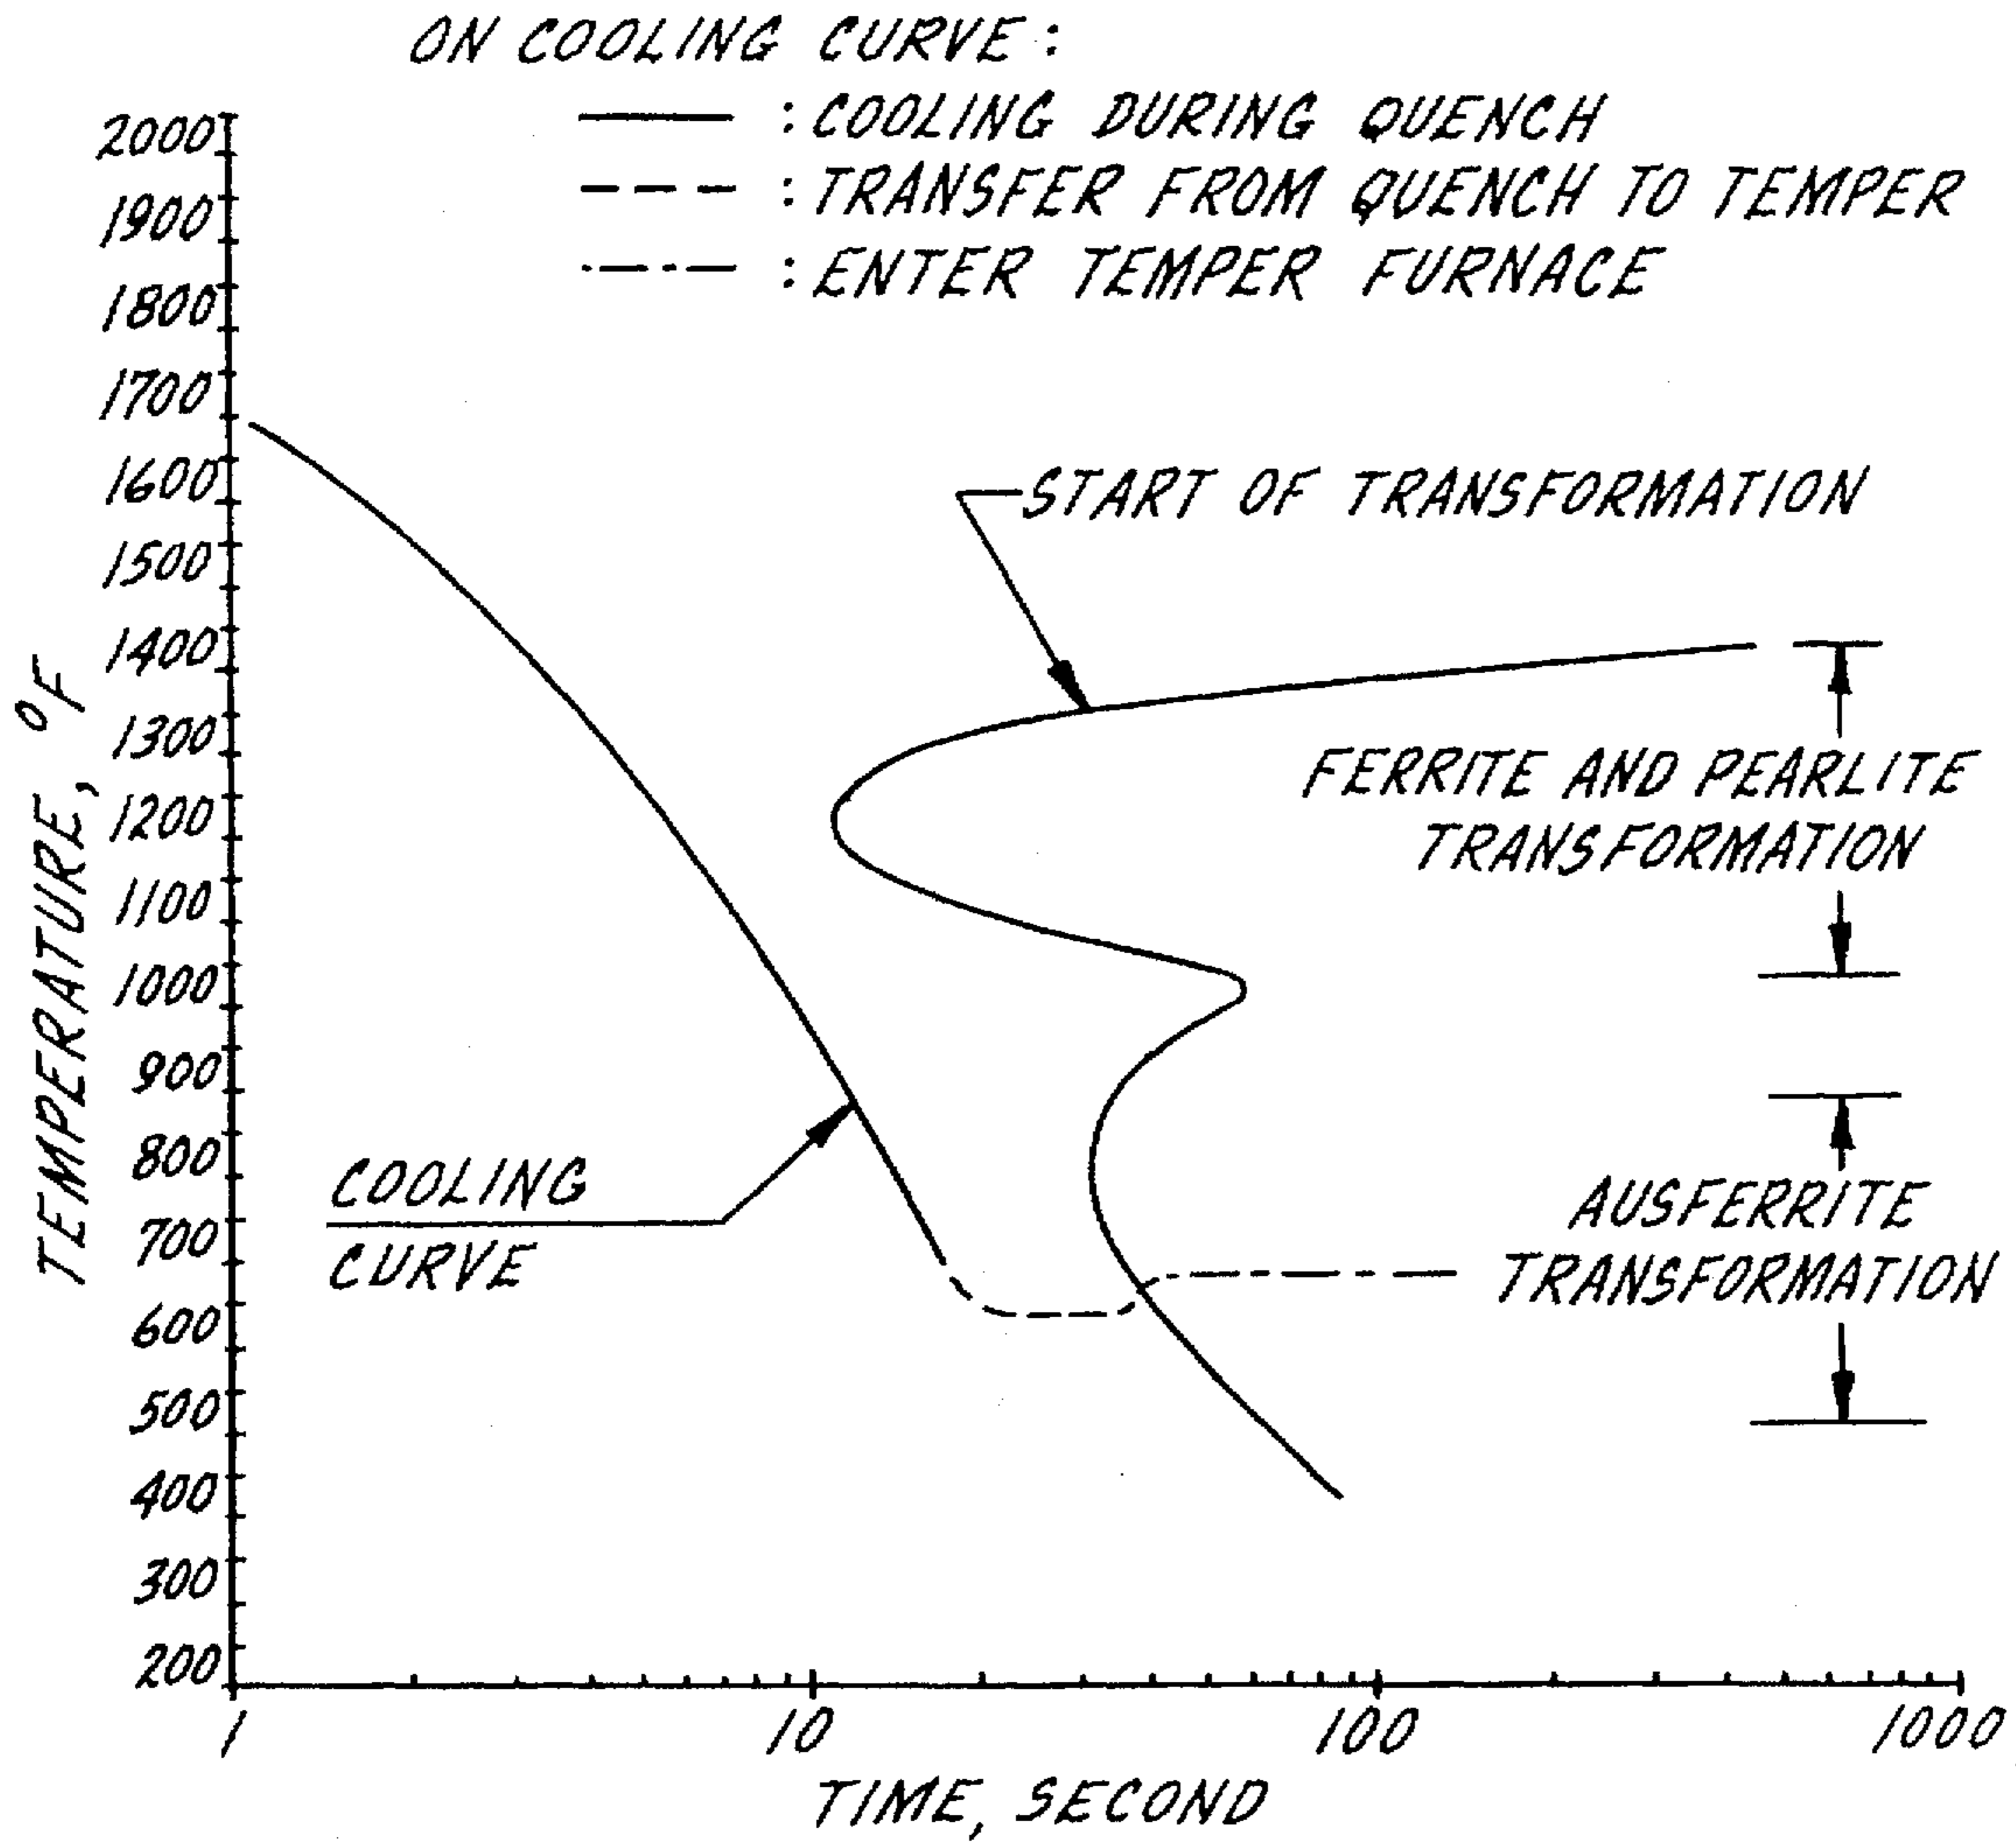 ON COOLING CURVE:
: COOLING DURING QUENCH
: TRANSFER FROM QUENCH TO TEMPER
: ENTER TEMPER FURNACE
2000
1900
1800
1700
1600
1500
1400
1300
1200
1100
1000
900
800
700
600
500
400
300
200
TEMPERATURE, °F
START OF TRANSFORMATION
FERRITE AND PEARLITE
TRANSFORMATION
COOLING
CURVE
AUSFERRITE
TRANSFORMATION
1
10
100
1000
TIME, SECOND